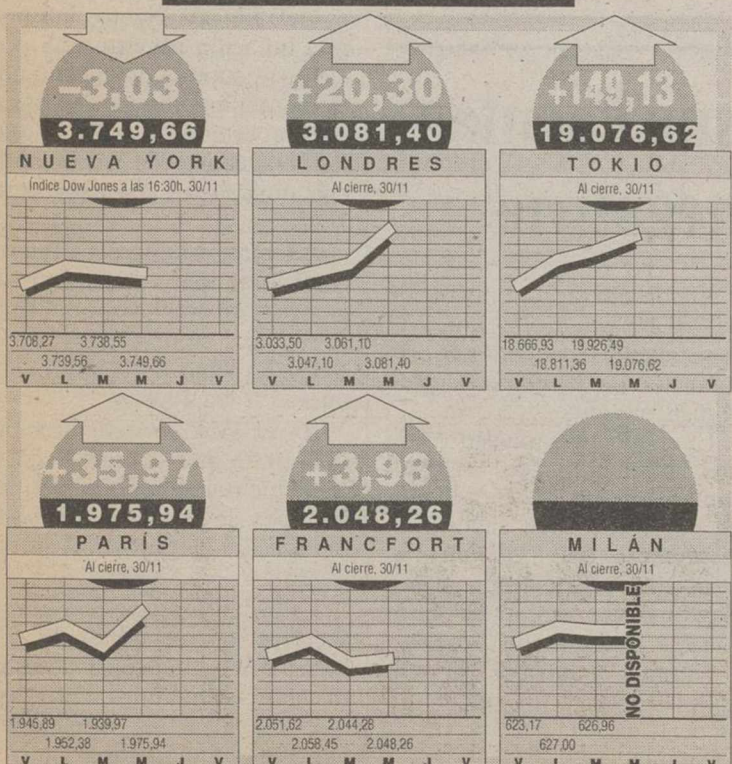 -3,03
3.749,66
NUEVA YORK
Índice Dow Jones a las 16:30h, 30/11
3.708,27 3.738,55
3.739,56 3.749,66
V L M M J V
+20,30
3.081,40
LONDRES
Al cierre, 30/11
3.033,50 3.061,10
3.047,10 3.081,40
V L M M J V
+149,13
19.076,62
TOKIO
Al cierre, 30/11
18.666,93 19.926,49
18.811,36 19.076,62
V L M M J V
+35,97
1.975,94
PARÍS
Al cierre, 30/11
1.945,89 1.939,97
1.952,38 1.975,94
V L M M J V
+3,98
2.048,26
FRANCFORT
Al cierre, 30/11
2.051,62 2.044,28
2.058,45 2.048,26
V L M M J V
MILÁN
Al cierre, 30/11
NO DISPONIBLE
623,17 626,96
627,00
V L M M J V